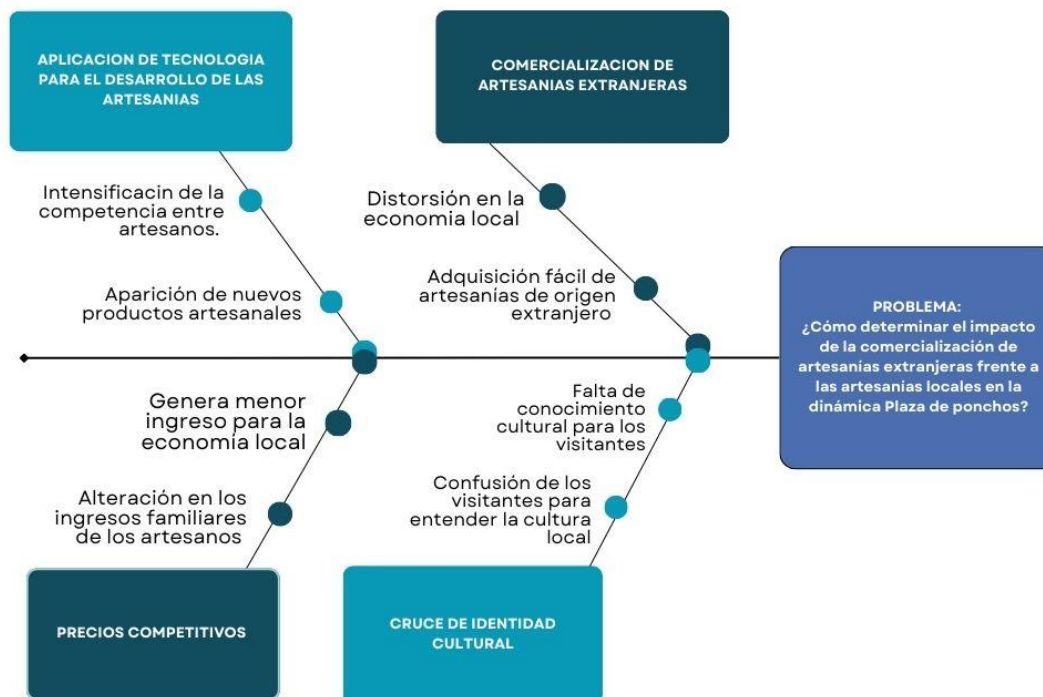 APLICACION DE TECNOLOGIA
PARA EL DESARROLLO DE LAS
ARTESANIAS
COMERCIALIZACION DE
ARTESANIAS EXTRANJERAS
Intensificacin de la
competencia entre
artesanos.
Aparición de nuevos
productos artesanales
Distorsión en la
economia local
Adquisición fácil de
artesanías de origen
extranjero
PROBLEMA:
¿Cómo determinar el impacto
de la comercialización de
artesanías extranjeras frente a
las artesanías locales en la
dinámica Plaza de ponchos?
Genera menor
ingreso para la
economía local
Alteración en los
ingresos familiares
de los artesanos
Falta de
conocimiento
cultural para los
visitantes
Confusión de los
visitantes para
entender la cultura
local
PRECIOS COMPETITIVOS
CRUCE DE IDENTIDAD
CULTURAL